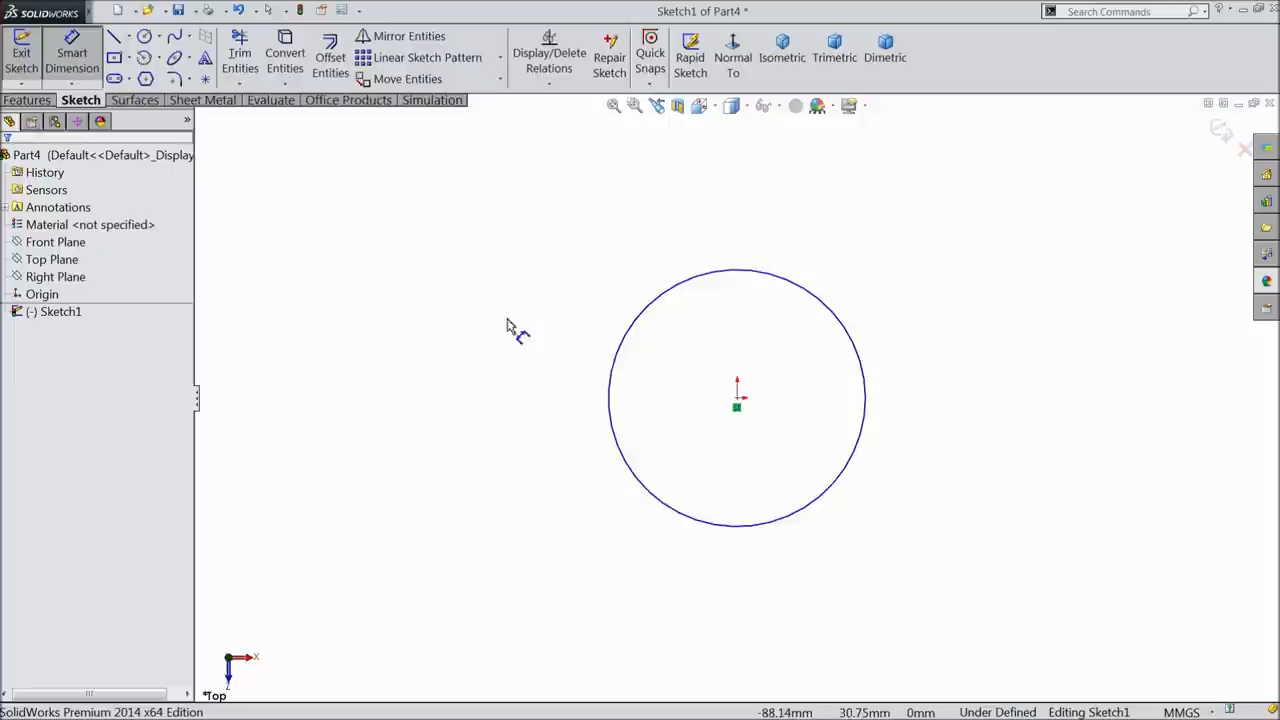 SOLIDWORKS
Sketch1 of Part4 *
Search Commands
Exit Sketch
Smart Dimension
Trim Entities
Convert Entities
Offset Entities
Mirror Entities
Linear Sketch Pattern
Move Entities
Display/Delete Relations
Repair Sketch
Quick Snaps
Rapid Sketch
Normal To
Isometric
Trimetric
Dimetric
Features Sketch Surfaces Sheet Metal Evaluate Office Products Simulation
Part4 (Default<<Default>_Display
History
Sensors
Annotations
Material <not specified>
Front Plane
Top Plane
Right Plane
Origin
(-) Sketch1
X
Z
*Top
SolidWorks Premium 2014 x64 Edition
-88.14mm 30.75mm 0mm Under Defined Editing Sketch1 MMGS